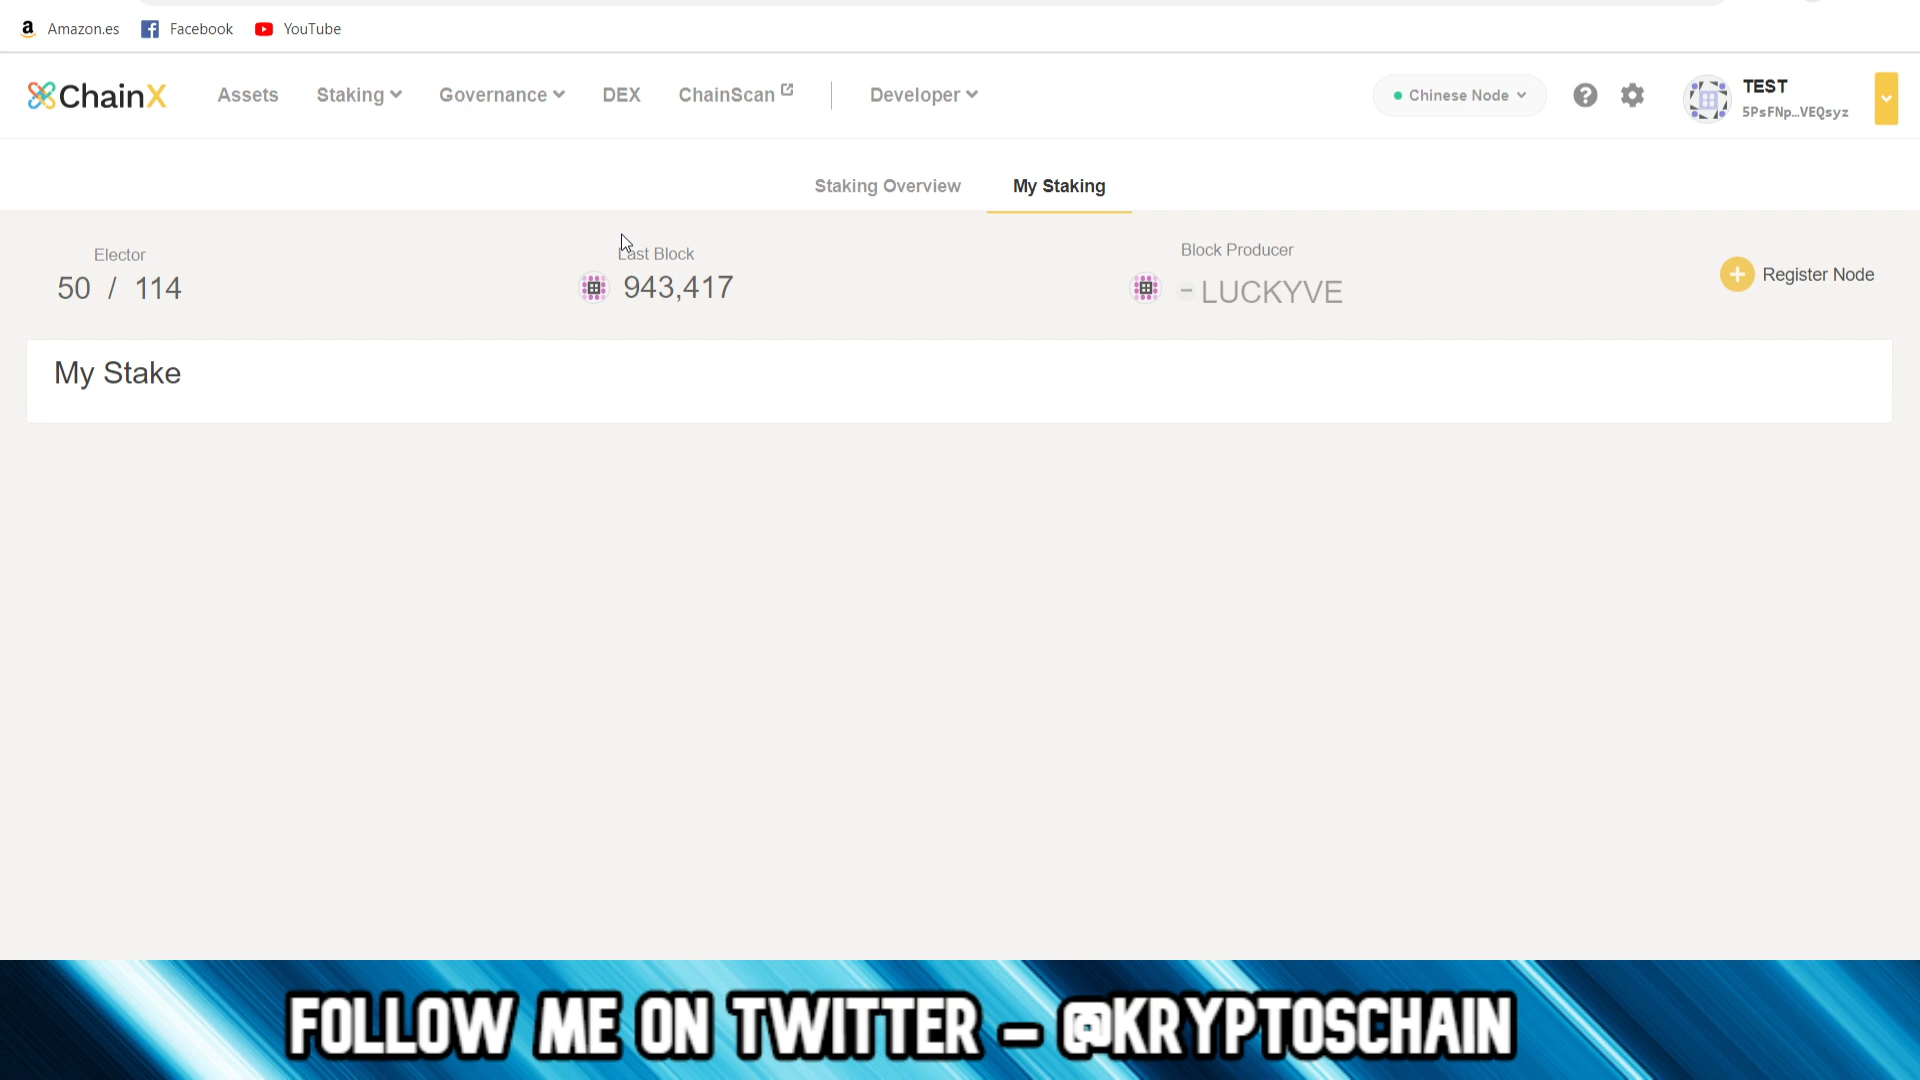 Amazon.es Facebook YouTube
ChainX Assets Staking Governance DEX ChainScan Developer Chinese Node TEST
5PsFNp...VEQsyz
Staking Overview My Staking
Elector Last Block Block Producer
50 / 114 943,417 LUCKYVE Register Node
My Stake
FOLLOW ME ON TWITTER – @KRYPTOSCHAIN